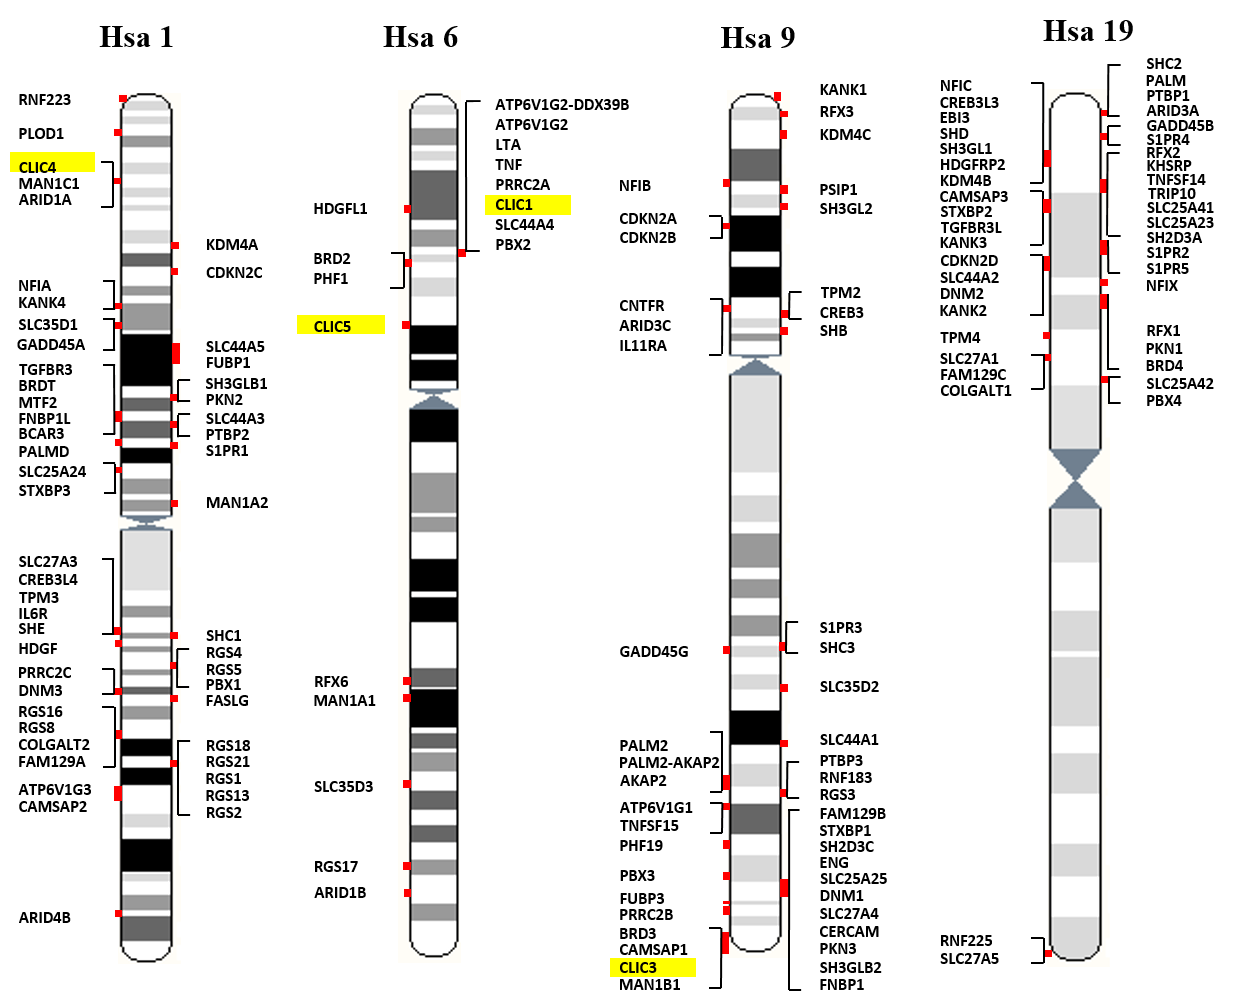 Hsa 1
RNF223
PLOD1
CLIC4
MAN1C1
ARID1A
NFIA
KANK4
SLC35D1
GADD45A
TGFBR3
BRDT
MTF2
FNBP1L
BCAR3
PALMD
SLC25A24
STXBP3
SLC27A3
CREB3L4
TPM3
IL6R
SHE
HDGF
PRRC2C
DNM3
RGS16
RGS8
COLGALT2
FAM129A
ATP6V1G3
CAMSAP2
ARID4B
KDM4A
CDKN2C
SLC44A5
FUBP1
SH3GLB1
PKN2
SLC44A3
PTBP2
S1PR1
MAN1A2
SHC1
RGS4
RGS5
PBX1
FASLG
RGS18
RGS21
RGS1
RGS13
RGS2
Hsa 6
HDGFL1
BRD2
PHF1
CLIC5
RFX6
MAN1A1
SLC35D3
RGS17
ARID1B
ATP6V1G2-DDX39B
ATP6V1G2
LTA
TNF
PRRC2A
CLIC1
SLC44A4
PBX2
Hsa 9
NFIB
CDKN2A
CDKN2B
CNTFR
ARID3C
IL11RA
GADD45G
PALM2
PALM2-AKAP2
AKAP2
ATP6V1G1
TNFSF15
PHF19
PBX3
FUBP3
PRRC2B
BRD3
CAMSAP1
CLIC3
MAN1B1
KANK1
RFX3
KDM4C
PSIP1
SH3GL2
TPM2
CREB3
SHB
S1PR3
SHC3
SLC35D2
SLC44A1
PTBP3
RNF183
RGS3
FAM129B
STXBP1
SH2D3C
ENG
SLC25A25
DNM1
SLC27A4
CERCAM
PKN3
SH3GLB2
FNBP1
Hsa 19
NFIC
CREB3L3
EBI3
SHD
SH3GL1
HDGFRP2
KDM4B
CAMSAP3
STXBP2
TGFBR3L
KANK3
CDKN2D
SLC44A2
DNM2
KANK2
TPM4
SLC27A1
FAM129C
COLGALT1
RNF225
SLC27A5
SHC2
PALM
PTBP1
ARID3A
GADD45B
S1PR4
RFX2
KHSRP
TNFSF14
TRIP10
SLC25A41
SLC25A23
SH2D3A
S1PR2
S1PR5
NFIX
RFX1
PKN1
BRD4
SLC25A42
PBX4